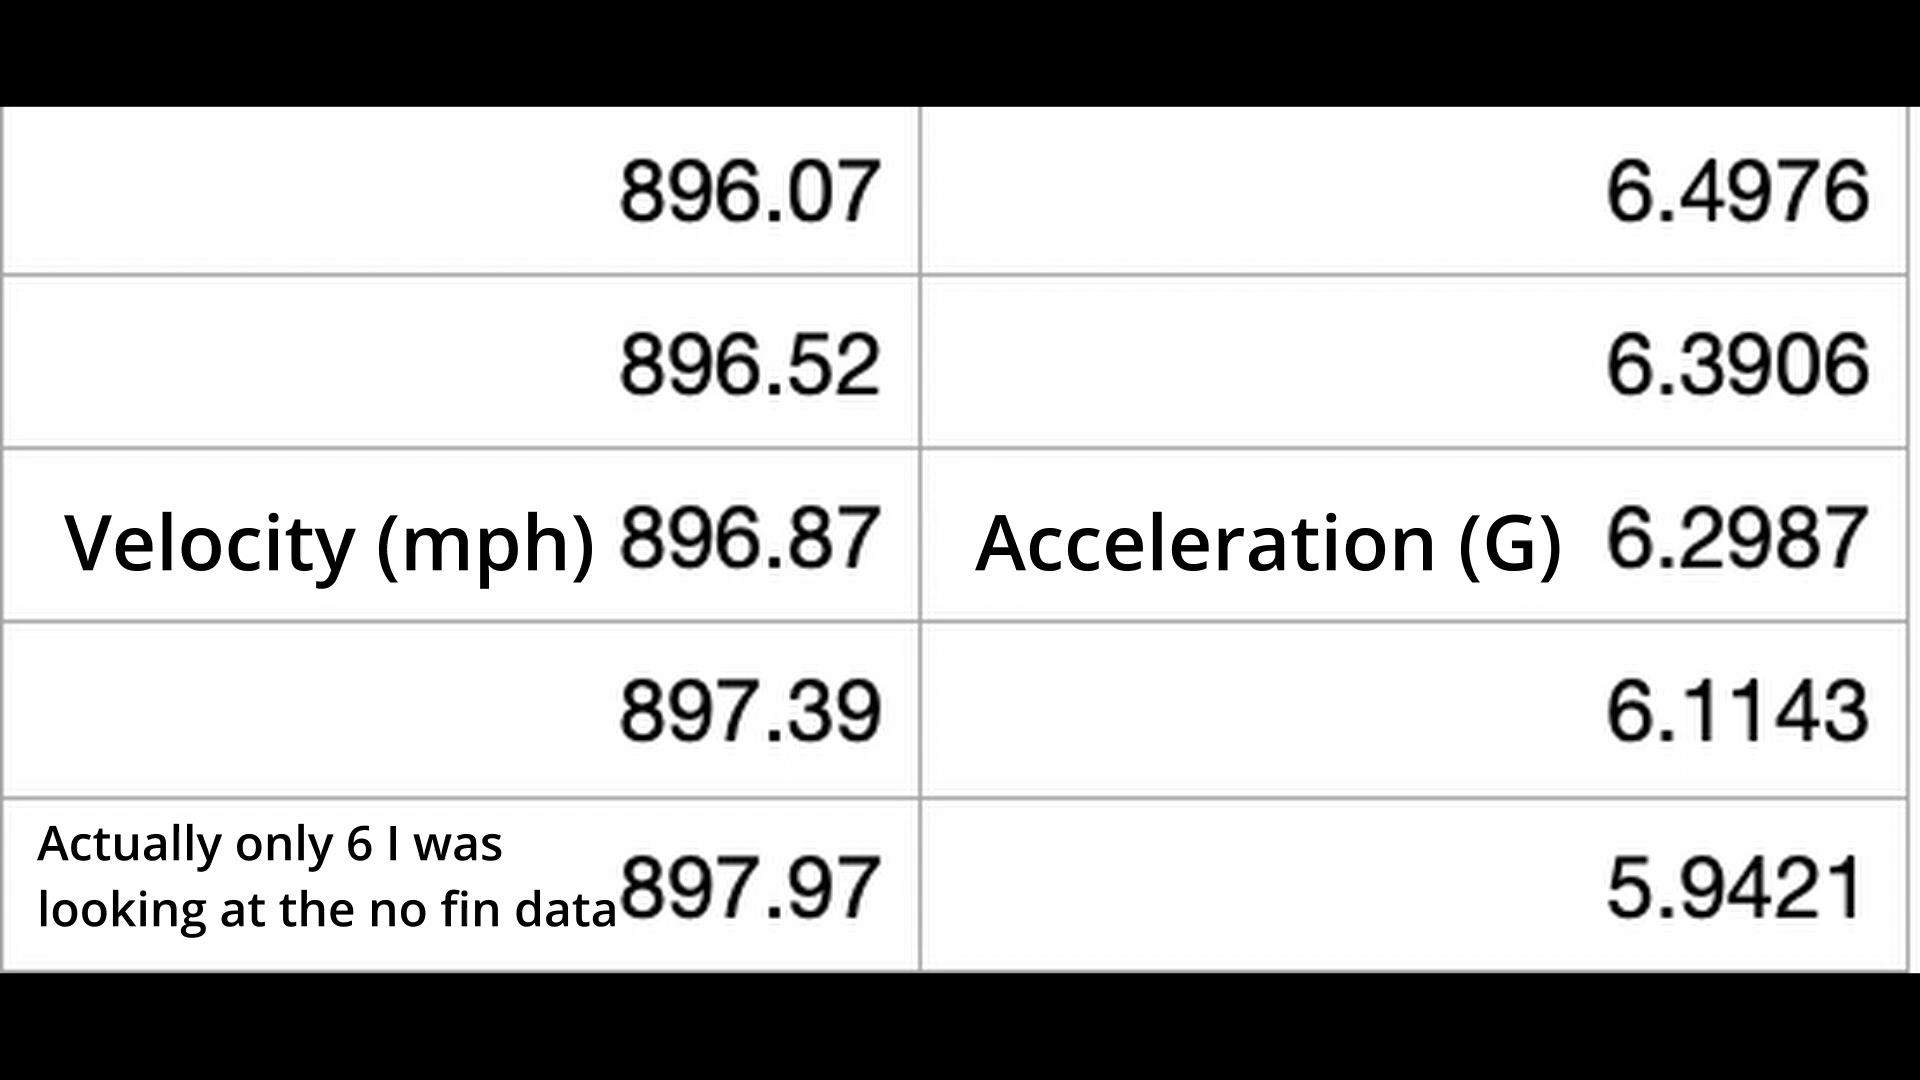 896.07 6.4976
896.52 6.3906
Velocity (mph) 896.87 Acceleration (G) 6.2987
897.39 6.1143
Actually only 6 I was
looking at the no fin data 897.97 5.9421